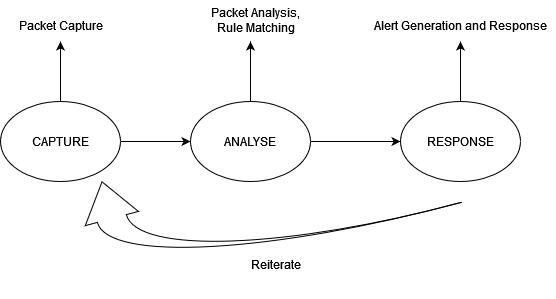 Packet Capture
Packet Analysis,
Rule Matching
Alert Generation and Response
CAPTURE
ANALYSE
RESPONSE
Reiterate